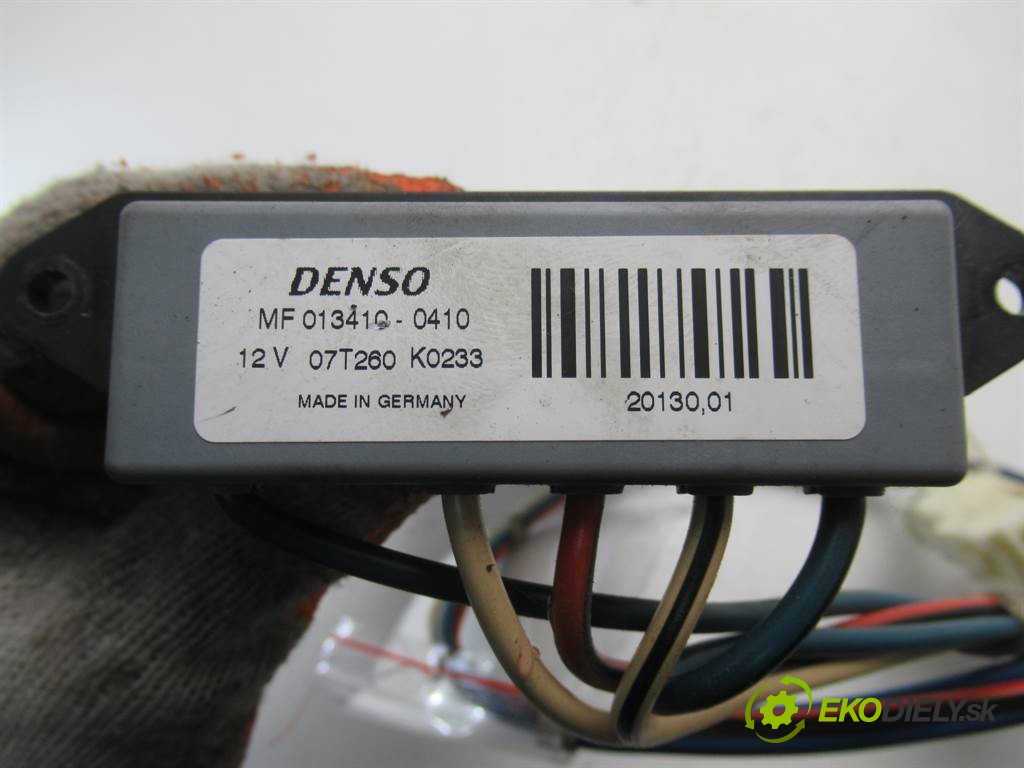 DENSO
MF 013410-0410
12 V 07T260 K0233
MADE IN GERMANY
20130,01
EKODIELY.sk